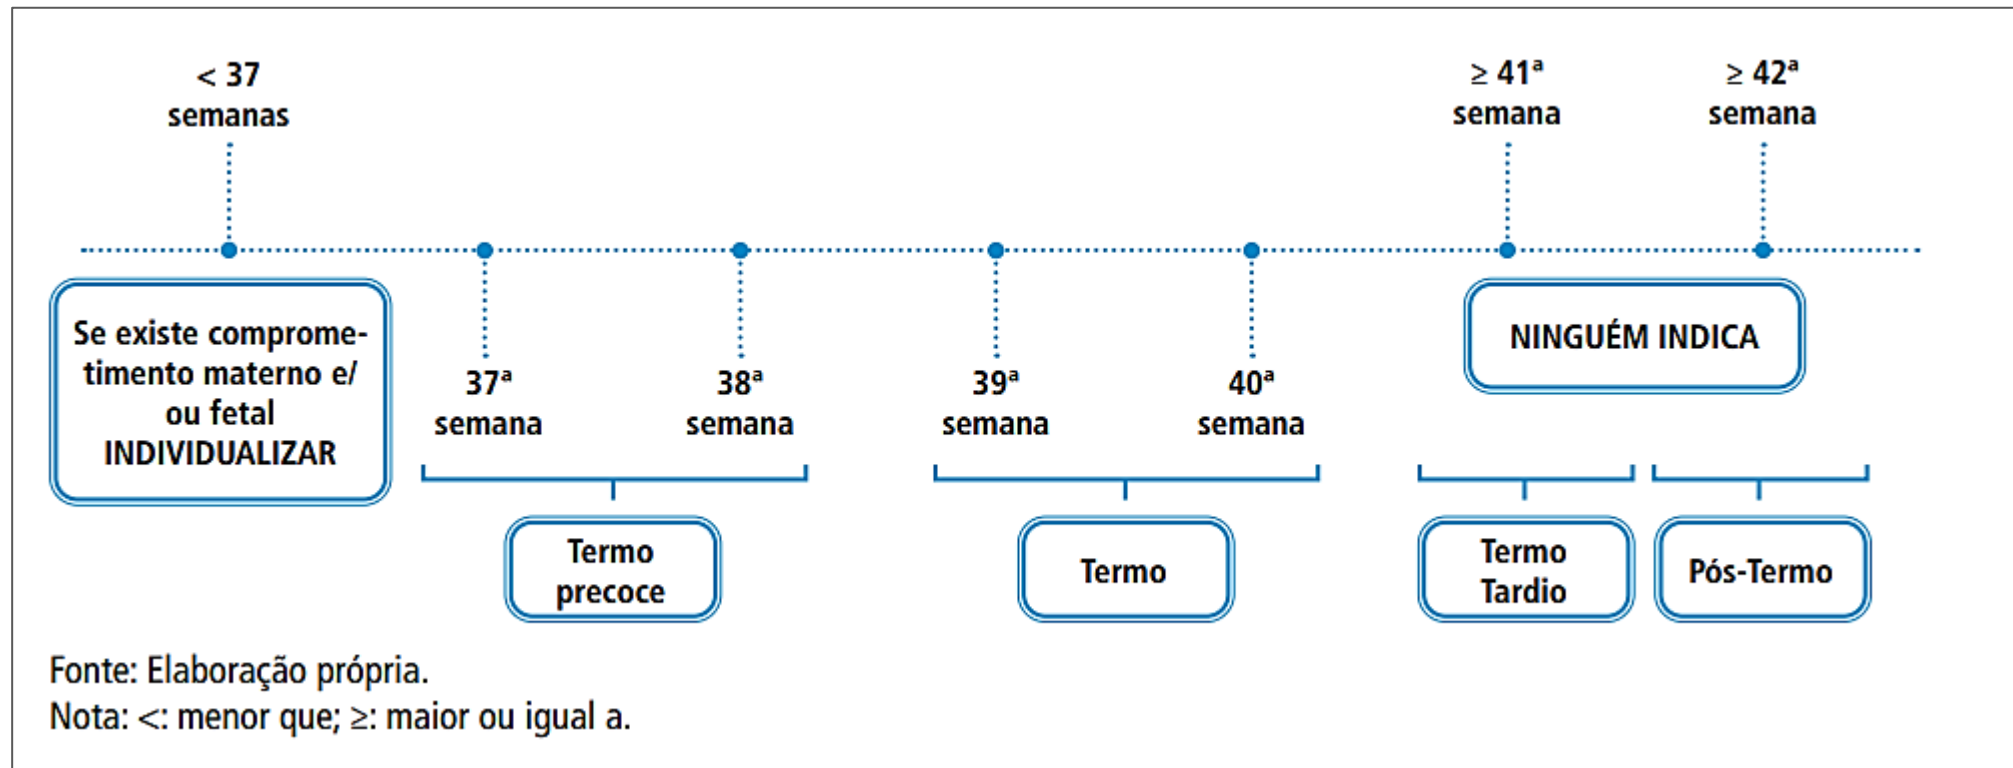 < 37
semanas
≥ 41ª
semana
≥ 42ª
semana
Se existe comprome-
timento materno e/
ou fetal
INDIVIDUALIZAR
37ª
semana
38ª
semana
39ª
semana
40ª
semana
NINGUÉM INDICA
Termo
precoce
Termo
Termo
Tardio
Pós-Termo
Fonte: Elaboração própria.
Nota: <: menor que; ≥: maior ou igual a.